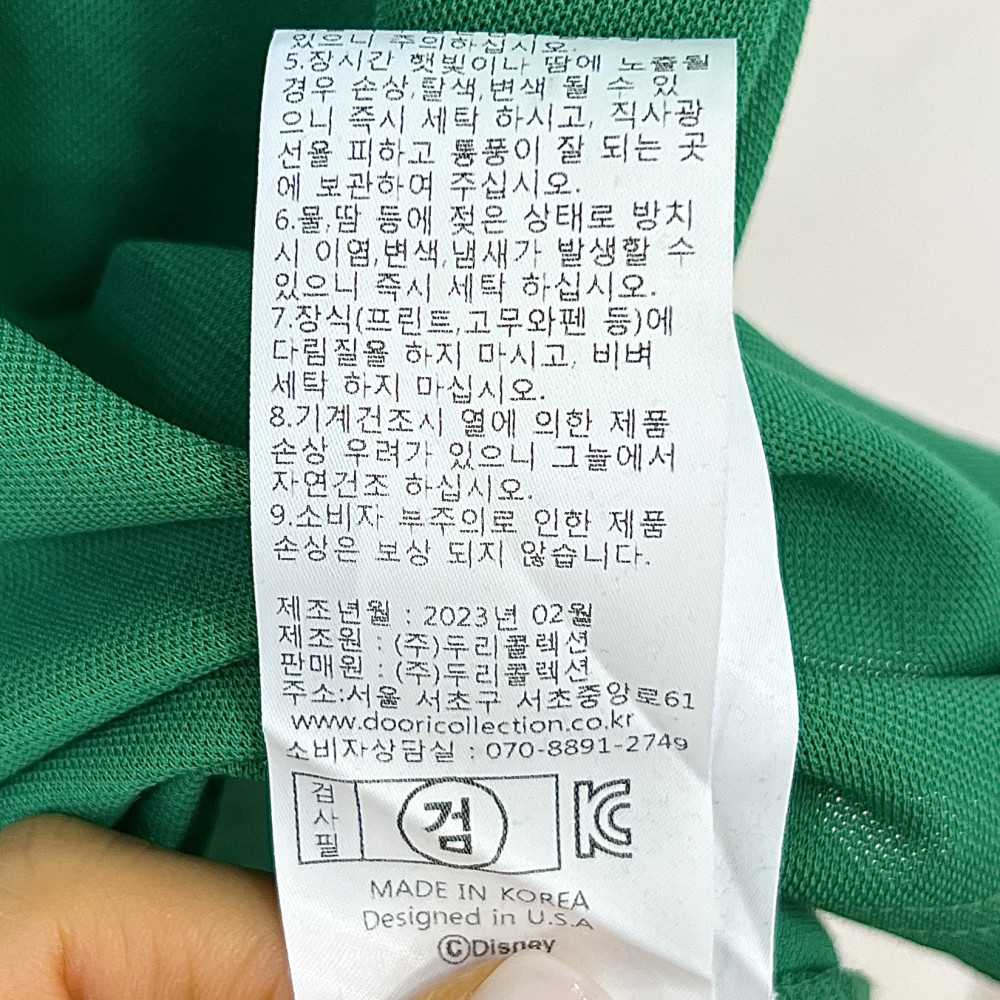 있으니 주의하십시오.
5.장시간 햇빛이나 땀에 노출될
경우 손상,탈색,변색 될 수 있
으니 즉시 세탁 하시고, 직사광
선을 피하고 통풍이 잘 되는 곳
에 보관하여 주십시오.
6.물,땀 등에 젖은 상태로 방치
시 이염,변색,냄새가 발생할 수
있으니 즉시 세탁 하십시오.
7.장식(프린트,고무와펜 등)에
다림질을 하지 마시고, 비벼
세탁 하지 마십시오.
8.기계건조시 열에 의한 제품
손상 우려가 있으니 그늘에서
자연건조 하십시오.
9.소비자 부주의로 인한 제품
손상은 보상 되지 않습니다.
제조년월 : 2023년 02월
제조원 : (주)두리콜렉션
판매원 : (주)두리콜렉션
주소:서울 서초구 서초중앙로61
www.dooricollection.co.kr
소비자상담실 : 070-8891-2749
검사필 검 KC
MADE IN KOREA
Designed in U.S.A
©Disney